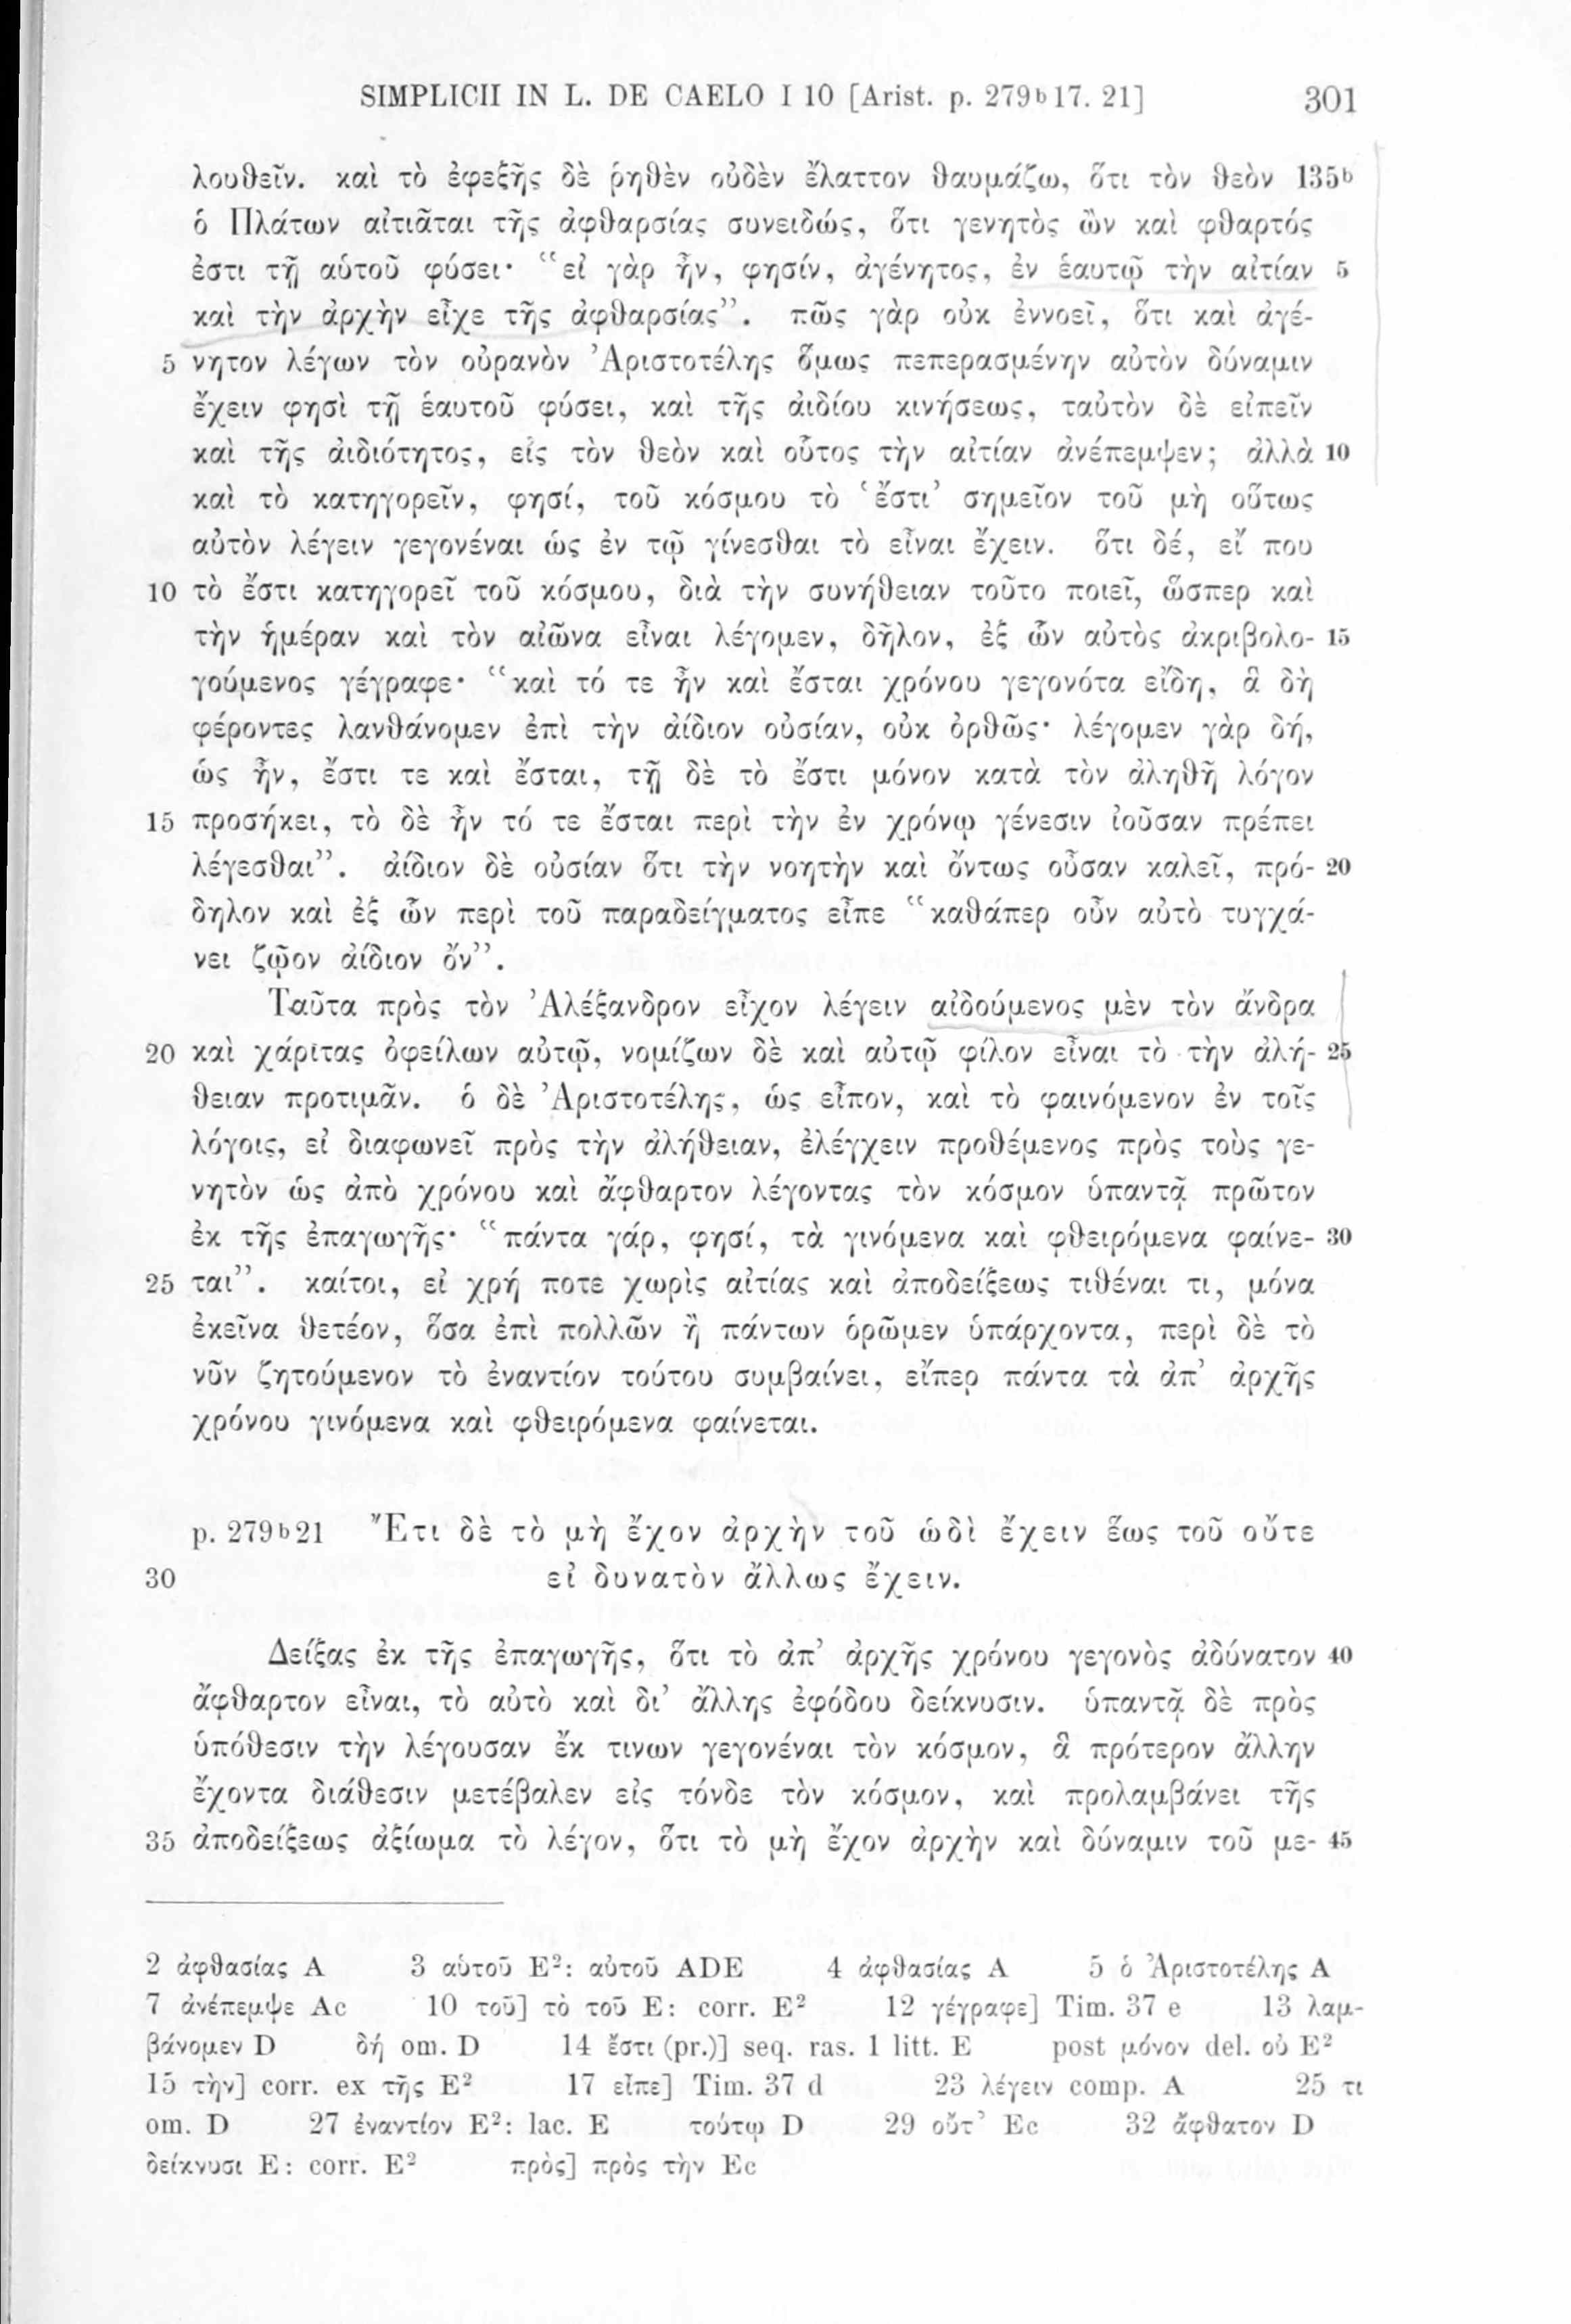 SIMPLICII IN L. DE CAELO I 10 [Arist. p. 279b17. 21] 301
λουθεῖν. καὶ τὸ ἐφεξῆς δὲ ῥηθὲν οὐδὲν ἔλαττον θαυμάζω, ὅτι τὸν θεὸν 135b
ὁ Πλάτων αἰτιᾶται τῆς ἀφθαρσίας συνειδώς, ὅτι γενητὸς ὢν καὶ φθαρτός
ἐστι τῇ αὑτοῦ φύσει· "εἰ γὰρ ἦν, φησίν, ἀγένητος, ἐν ἑαυτῷ τὴν αἰτίαν 5
καὶ τὴν ἀρχὴν εἶχε τῆς ἀφθαρσίας". πῶς γὰρ οὐκ ἐννοεῖ, ὅτι καὶ ἀγέ-
5 νητον λέγων τὸν οὐρανὸν Ἀριστοτέλης ὅμως πεπερασμένην αὐτὸν δύναμιν
ἔχειν φησὶ τῇ ἑαυτοῦ φύσει, καὶ τῆς ἀιδίου κινήσεως, ταὐτὸν δὲ εἰπεῖν
καὶ τῆς ἀιδιότητος, εἰς τὸν θεὸν καὶ οὗτος τὴν αἰτίαν ἀνέπεμψεν; ἀλλὰ 10
καὶ τὸ κατηγορεῖν, φησί, τοῦ κόσμου τὸ ‘ἔστι’ σημεῖον τοῦ μὴ οὕτως
αὐτὸν λέγειν γεγονέναι ὡς ἐν τῷ γίνεσθαι τὸ εἶναι ἔχειν. ὅτι δέ, εἴ που
10 τὸ ἔστι κατηγορεῖ τοῦ κόσμου, διὰ τὴν συνήθειαν τοῦτο ποιεῖ, ὥσπερ καὶ
τὴν ἡμέραν καὶ τὸν αἰῶνα εἶναι λέγομεν, δῆλον, ἐξ ὧν αὐτὸς ἀκριβολο- 15
γούμενος γέγραφε· "καὶ τό τε ἦν καὶ ἔσται χρόνου γεγονότα εἴδη, ἃ δὴ
φέροντες λανθάνομεν ἐπὶ τὴν ἀίδιον οὐσίαν, οὐκ ὀρθῶς· λέγομεν γὰρ δή,
ὡς ἦν, ἔστι τε καὶ ἔσται, τῇ δὲ τὸ ἔστι μόνον κατὰ τὸν ἀληθῆ λόγον
15 προσήκει, τὸ δὲ ἦν τό τε ἔσται περὶ τὴν ἐν χρόνῳ γένεσιν ἰοῦσαν πρέπει
λέγεσθαι". ἀίδιον δὲ οὐσίαν ὅτι τὴν νοητὴν καὶ ὄντως οὖσαν καλεῖ, πρό- 20
δηλον καὶ ἐξ ὧν περὶ τοῦ παραδείγματος εἶπε "καθάπερ οὖν αὐτὸ τυγχά-
νει ζῷον ἀίδιον ὄν".
Ταῦτα πρὸς τὸν Ἀλέξανδρον εἶχον λέγειν αἰδούμενος μὲν τὸν ἄνδρα
20 καὶ χάριτας ὀφείλων αὐτῷ, νομίζων δὲ καὶ αὐτῷ φίλον εἶναι τὸ τὴν ἀλή- 25
θειαν προτιμᾶν. ὁ δὲ Ἀριστοτέλης, ὡς εἶπον, καὶ τὸ φαινόμενον ἐν τοῖς
λόγοις, εἰ διαφωνεῖ πρὸς τὴν ἀλήθειαν, ἐλέγχειν προθέμενος πρὸς τοὺς γε-
νητὸν ὡς ἀπὸ χρόνου καὶ ἄφθαρτον λέγοντας τὸν κόσμον ὑπαντᾷ πρῶτον
ἐκ τῆς ἐπαγωγῆς· "πάντα γάρ, φησί, τὰ γινόμενα καὶ φθειρόμενα φαίνε- 30
25 ται". καίτοι, εἰ χρή ποτε χωρὶς αἰτίας καὶ ἀποδείξεως τιθέναι τι, μόνα
ἐκεῖνα θετέον, ὅσα ἐπὶ πολλῶν ἢ πάντων ὁρῶμεν ὑπάρχοντα, περὶ δὲ τὸ
νῦν ζητούμενον τὸ ἐναντίον τούτου συμβαίνει, εἴπερ πάντα τὰ ἀπ’ ἀρχῆς
χρόνου γινόμενα καὶ φθειρόμενα φαίνεται.
p. 279b21 Ἔτι δὲ τὸ μὴ ἔχον ἀρχὴν τοῦ ὡδὶ ἔχειν ἕως τοῦ οὔτε
30 εἰ δυνατὸν ἄλλως ἔχειν.
Δείξας ἐκ τῆς ἐπαγωγῆς, ὅτι τὸ ἀπ’ ἀρχῆς χρόνου γεγονὸς ἀδύνατον 40
ἄφθαρτον εἶναι, τὸ αὐτὸ καὶ δι’ ἄλλης ἐφόδου δείκνυσιν. ὑπαντᾷ δὲ πρὸς
ὑπόθεσιν τὴν λέγουσαν ἔκ τινων γεγονέναι τὸν κόσμον, ἃ πρότερον ἄλλην
ἔχοντα διάθεσιν μετέβαλεν εἰς τόνδε τὸν κόσμον, καὶ προλαμβάνει τῆς
35 ἀποδείξεως ἀξίωμα τὸ λέγον, ὅτι τὸ μὴ ἔχον ἀρχὴν καὶ δύναμιν τοῦ με- 45
2 ἀφθασίας A 3 αὑτοῦ E²: αὐτοῦ ADE 4 ἀφθασίας A 5 ὁ Ἀριστοτέλης A
7 ἀνέπεμψε Ac 10 τοῦ] τὸ τοῦ E: corr. E² 12 γέγραφε] Tim. 37 e 13 λαμ-
βάνομεν D δή om. D 14 ἔστι (pr.)] seq. ras. 1 litt. E post μόνον del. οὐ E²
15 τὴν] corr. ex τῆς E² 17 εἶπε] Tim. 37 d 23 λέγειν comp. A 25 τι
om. D 27 ἐναντίον E²: lac. E τούτῳ D 29 οὔτ’ Ec 32 ἄφθατον D
δείκνυσι E: corr. E² πρὸς] πρὸς τὴν Ec